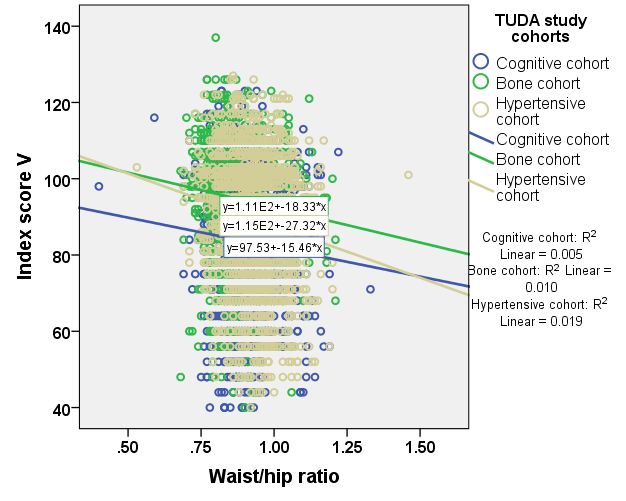 TUDA study
cohorts
Cognitive cohort
Bone cohort
Hypertensive
cohort
Cognitive cohort
Bone cohort
Hypertensive
cohort
Cognitive cohort: R²
Linear = 0.005
Bone cohort: R² Linear =
0.010
Hypertensive cohort: R²
Linear = 0.019
Index score V
140
120
100
80
60
40
y=1.11E2+-18.33*x
y=1.15E2+-27.32*x
y=97.53+-15.46*x
.50
.75
1.00
1.25
1.50
Waist/hip ratio